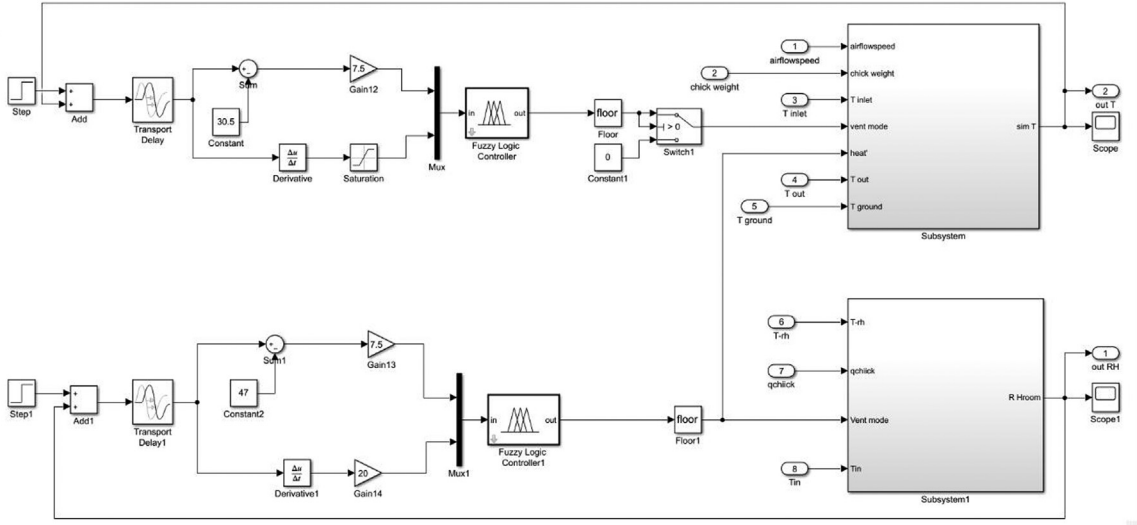 Step
Add
Transport
Delay
Sum
30.5
Constant
7.5
Gain12
Δu
Δt
Derivative
Saturation
Mux
in
out
Fuzzy Logic
Controller
floor
Floor
0
Constant1
> 0
Switch1
1
airflowspeed
2
chick weight
3
T inlet
4
T out
5
T ground
airflowspeed
chick weight
T inlet
vent mode
heat'
T out
T ground
sim T
Subsystem
2
out T
Scope
Step1
Add1
Transport
Delay1
Sum1
47
Constant2
7.5
Gain13
Δu
Δt
Derivative1
20
Gain14
Mux1
in
out
Fuzzy Logic
Controller1
floor
Floor1
6
T-rh
7
qchiick
8
Tin
T-rh
qchiick
Vent mode
Tin
R Hroom
Subsystem1
1
out RH
Scope1